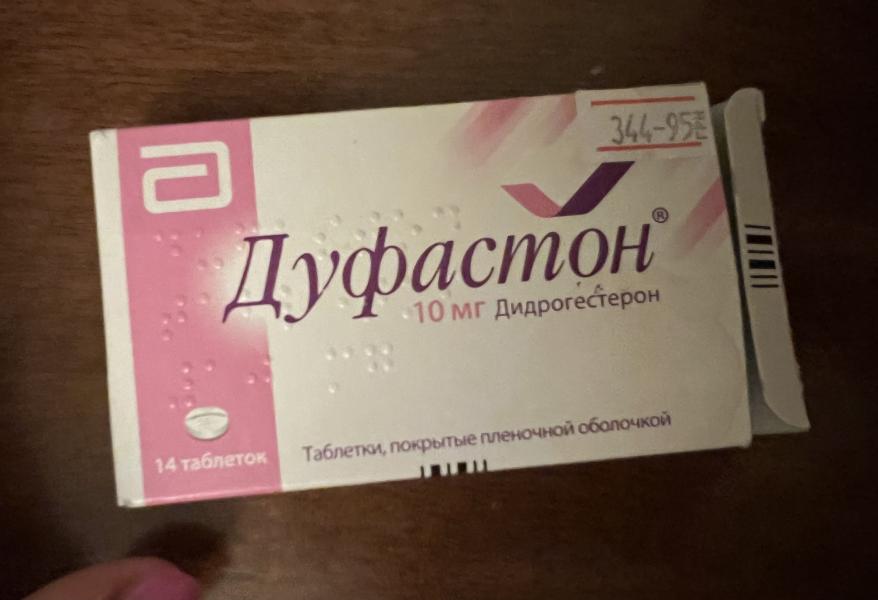 344-95
Дуфастон®
10 мг Дидрогестерон
Таблетки, покрытые пленочной оболочкой
14 таблеток